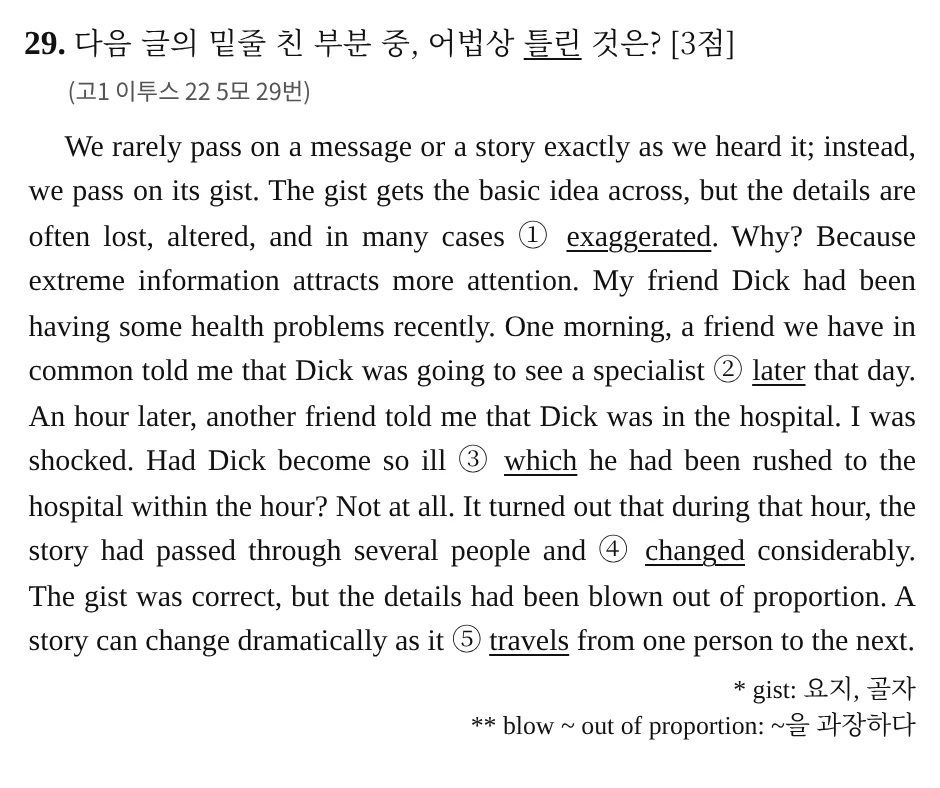 29. 다음 글의 밑줄 친 부분 중, 어법상 틀린 것은? [3점]
(고1 이투스 22 5모 29번)
We rarely pass on a message or a story exactly as we heard it; instead,
we pass on its gist. The gist gets the basic idea across, but the details are
often lost, altered, and in many cases ① exaggerated. Why? Because
extreme information attracts more attention. My friend Dick had been
having some health problems recently. One morning, a friend we have in
common told me that Dick was going to see a specialist ② later that day.
An hour later, another friend told me that Dick was in the hospital. I was
shocked. Had Dick become so ill ③ which he had been rushed to the
hospital within the hour? Not at all. It turned out that during that hour, the
story had passed through several people and ④ changed considerably.
The gist was correct, but the details had been blown out of proportion. A
story can change dramatically as it ⑤ travels from one person to the next.
* gist: 요지, 골자
** blow ~ out of proportion: ~을 과장하다